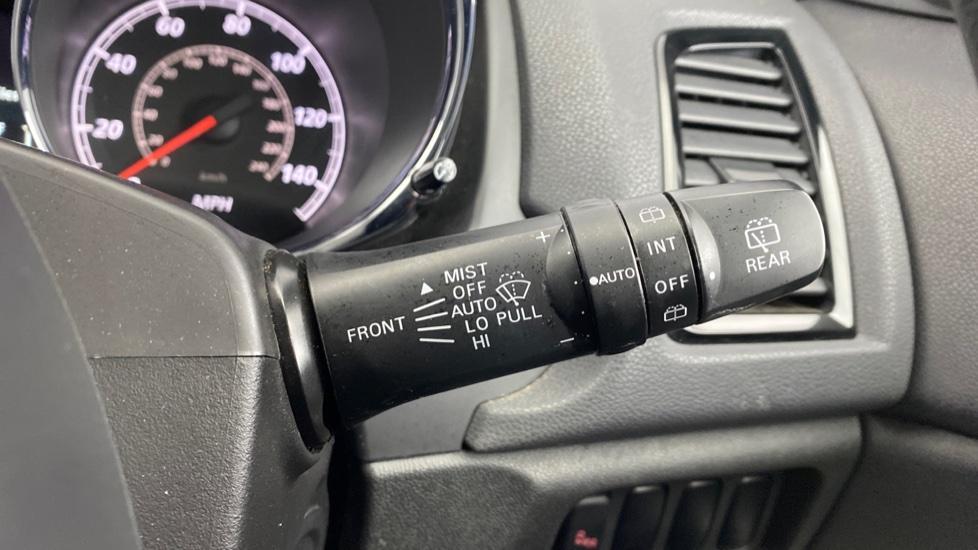 20
40
60
80
100
120
140
MPH
km/h
FRONT
MIST
OFF
AUTO
LO PULL
HI
+
−
●AUTO
INT
OFF
REAR